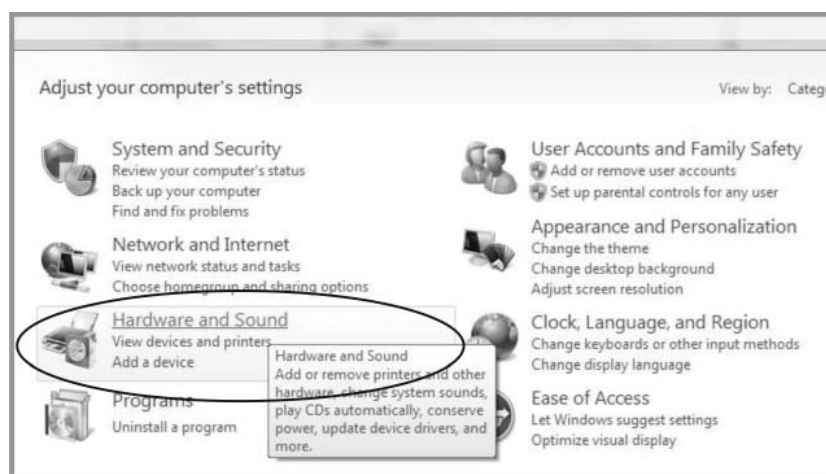 Adjust your computer's settings
View by: Catego
System and Security
Review your computer's status
Back up your computer
Find and fix problems
Network and Internet
View network status and tasks
Choose homegroup and sharing options
Hardware and Sound
View devices and printers
Add a device
Hardware and Sound
Add or remove printers and other
hardware, change system sounds,
play CDs automatically, conserve
power, update device drivers, and
more.
Programs
Uninstall a program
User Accounts and Family Safety
Add or remove user accounts
Set up parental controls for any user
Appearance and Personalization
Change the theme
Change desktop background
Adjust screen resolution
Clock, Language, and Region
Change keyboards or other input methods
Change display language
Ease of Access
Let Windows suggest settings
Optimize visual display